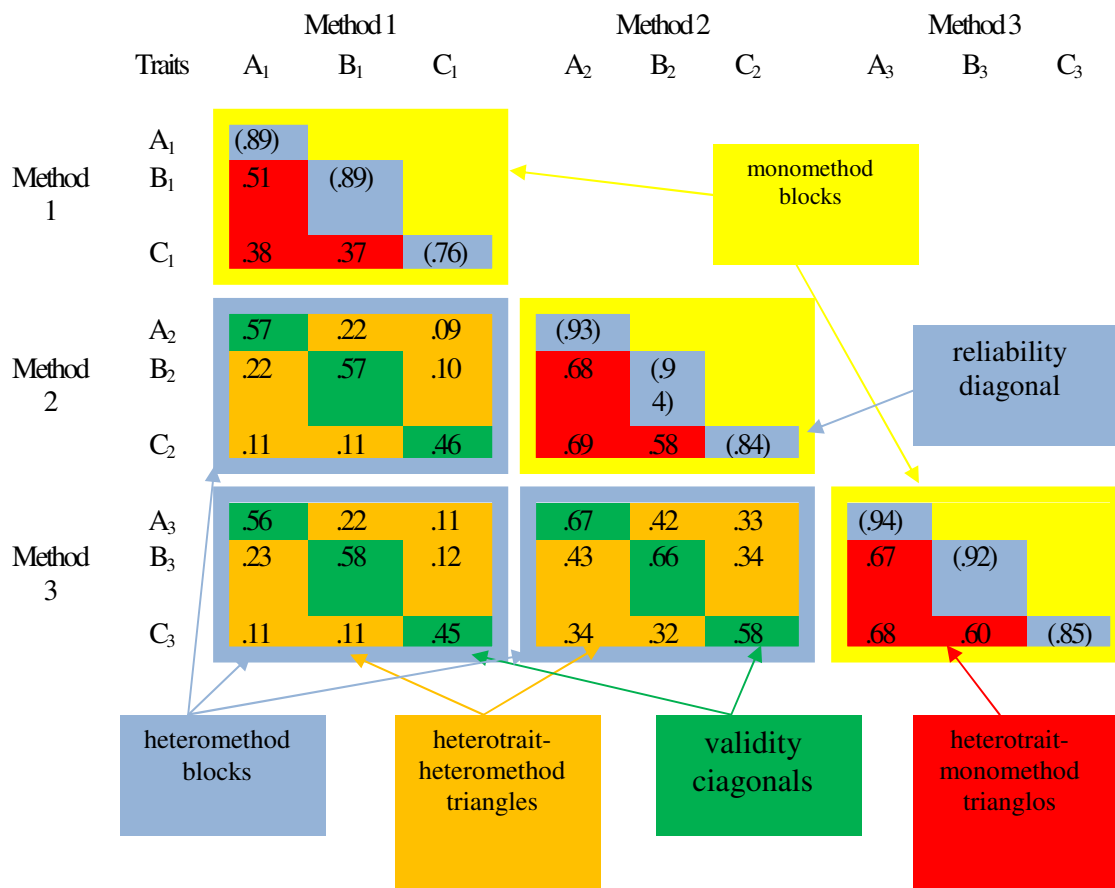 Method 1 Method 2 Method 3
Traits A₁ B₁ C₁ A₂ B₂ C₂ A₃ B₃ C₃
A₁ (.89)
Method
1
B₁ .51 (.89)
C₁ .38 .37 (.76)
monomethod
blocks
A₂ .57 .22 .09 (.93)
Method
2
B₂ .22 .57 .10 .68 (.9
4)
C₂ .11 .11 .46 .69 .58 (.84)
reliability
diagonal
A₃ .56 .22 .11 .67 .42 .33 (.94)
Method
3
B₃ .23 .58 .12 .43 .66 .34 .67 (.92)
C₃ .11 .11 .45 .34 .32 .58 .68 .60 (.85)
heteromethod
blocks
heterotrait-
heteromethod
triangles
validity
ciagonals
heterotrait-
monomethod
trianglos